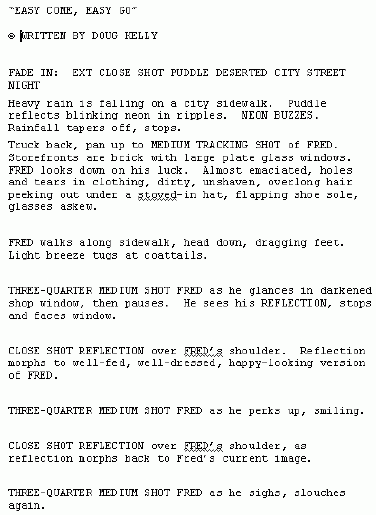 "EASY COME, EASY GO"
© WRITTEN BY DOUG KELLY
FADE IN:  EXT CLOSE SHOT PUDDLE DESERTED CITY STREET
NIGHT
Heavy rain is falling on a city sidewalk.  Puddle
reflects blinking neon in ripples.  NEON BUZZES.
Rainfall tapers off, stops.
Truck back, pan up to MEDIUM TRACKING SHOT of FRED.
Storefronts are brick with large plate glass windows.
FRED looks down on his luck.  Almost emaciated, holes
and tears in clothing, dirty, unshaven, overlong hair
peeking out under a stoved-in hat, flapping shoe sole,
glasses askew.
FRED walks along sidewalk, head down, dragging feet.
Light breeze tugs at coattails.
THREE-QUARTER MEDIUM SHOT FRED as he glances in darkened
shop window, then pauses.  He sees his REFLECTION, stops
and faces window.
CLOSE SHOT REFLECTION over FRED's shoulder.  Reflection
morphs to well-fed, well-dressed, happy-looking version
of FRED.
THREE-QUARTER MEDIUM SHOT FRED as he perks up, smiling.
CLOSE SHOT REFLECTION over FRED's shoulder, as
reflection morphs back to Fred's current image.
THREE-QUARTER MEDIUM SHOT FRED as he sighs, slouches
again.